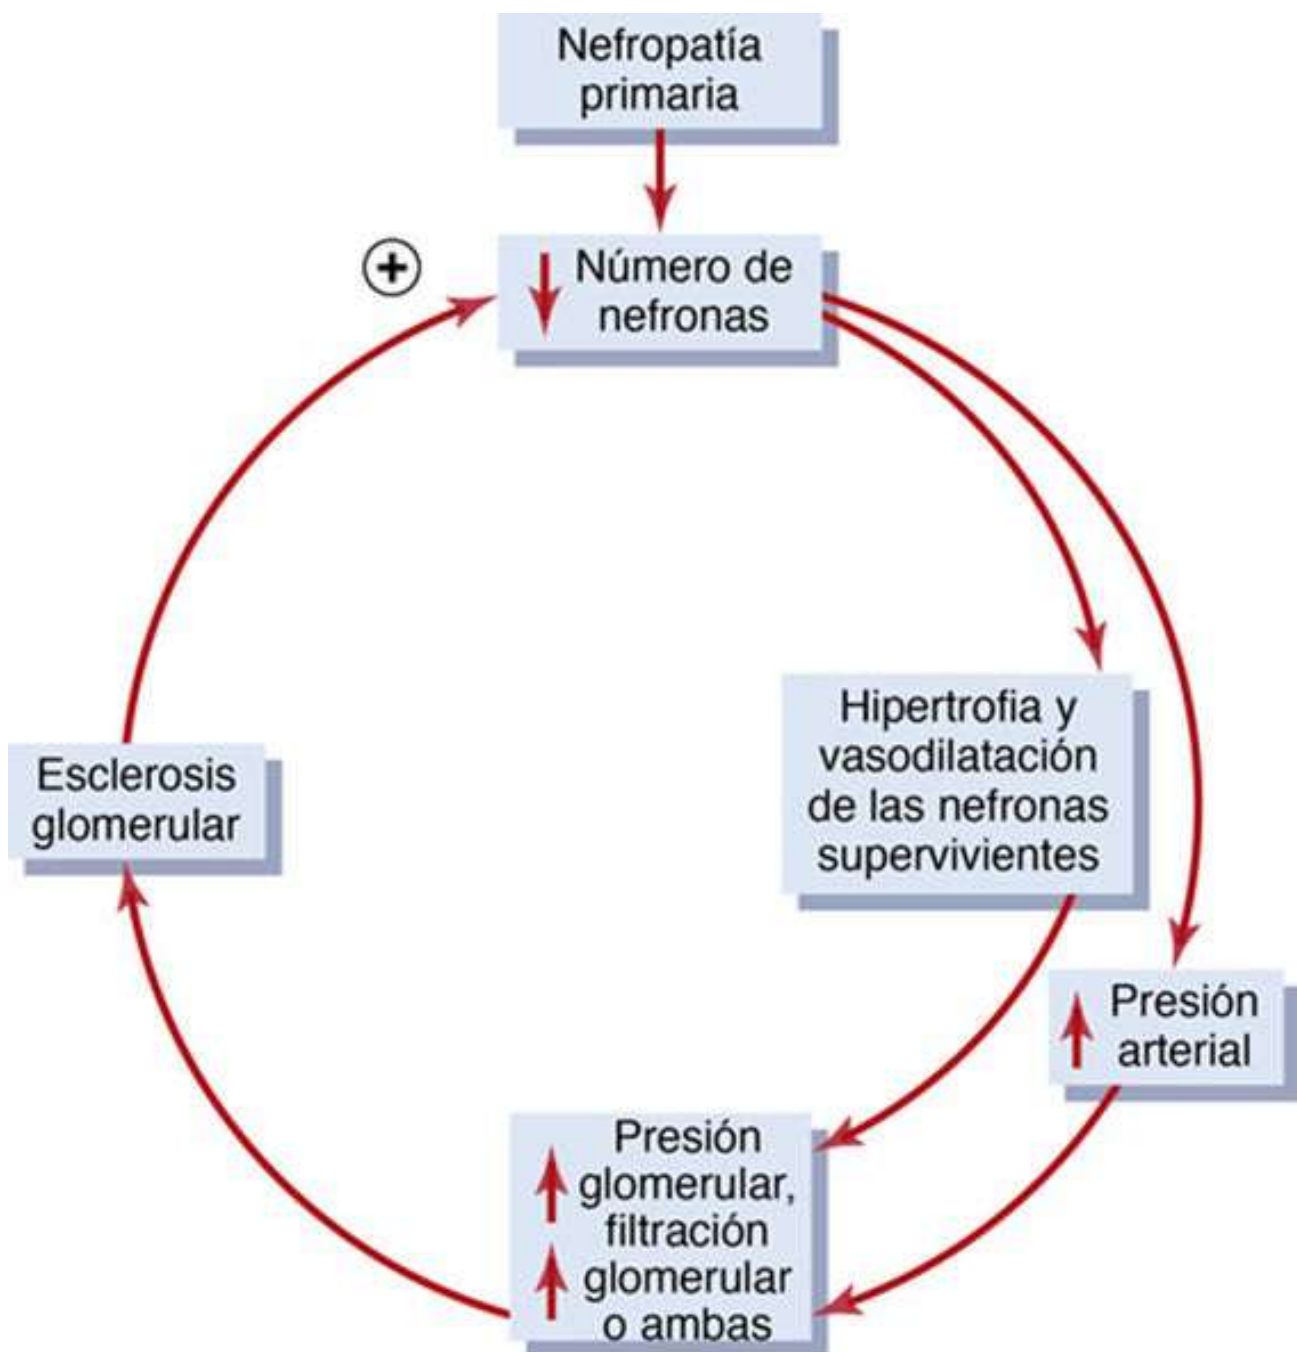 Nefropatía
primaria
+
Número de
nefronas
Hipertrofia y
vasodilatación
de las nefronas
supervivientes
Esclerosis
glomerular
Presión
arterial
Presión
glomerular,
filtración
glomerular
o ambas